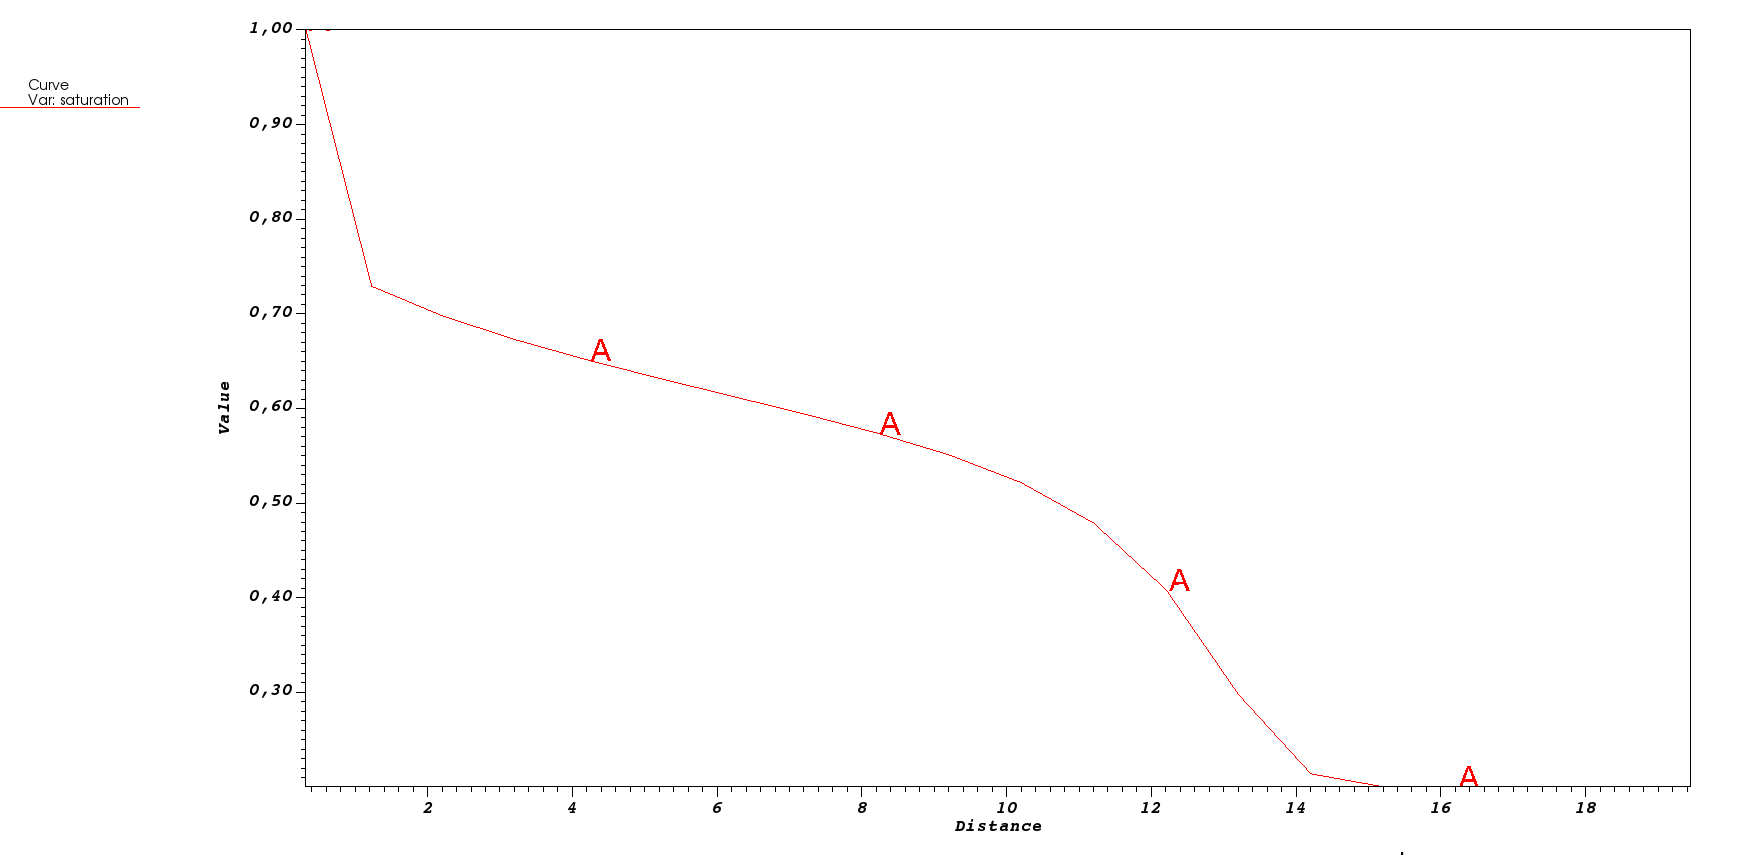 Curve
Var: saturation
1,00
0,90
0,80
0,70
0,60
0,50
0,40
0,30
Value
A
A
A
A
2 4 6 8 10 12 14 16 18
Distance